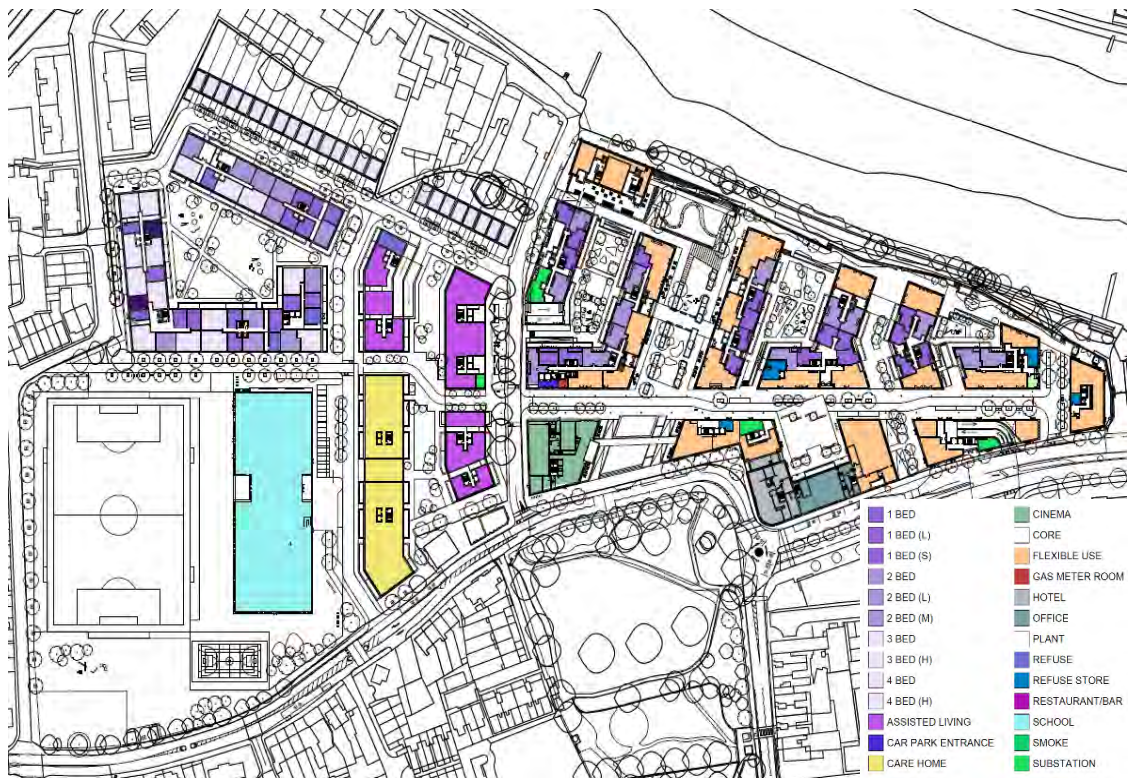 1 BED
1 BED (L)
1 BED (S)
2 BED
2 BED (L)
2 BED (M)
3 BED
3 BED (H)
4 BED
4 BED (H)
ASSISTED LIVING
CAR PARK ENTRANCE
CARE HOME
CINEMA
CORE
FLEXIBLE USE
GAS METER ROOM
HOTEL
OFFICE
PLANT
REFUSE
REFUSE STORE
RESTAURANT/BAR
SCHOOL
SMOKE
SUBSTATION